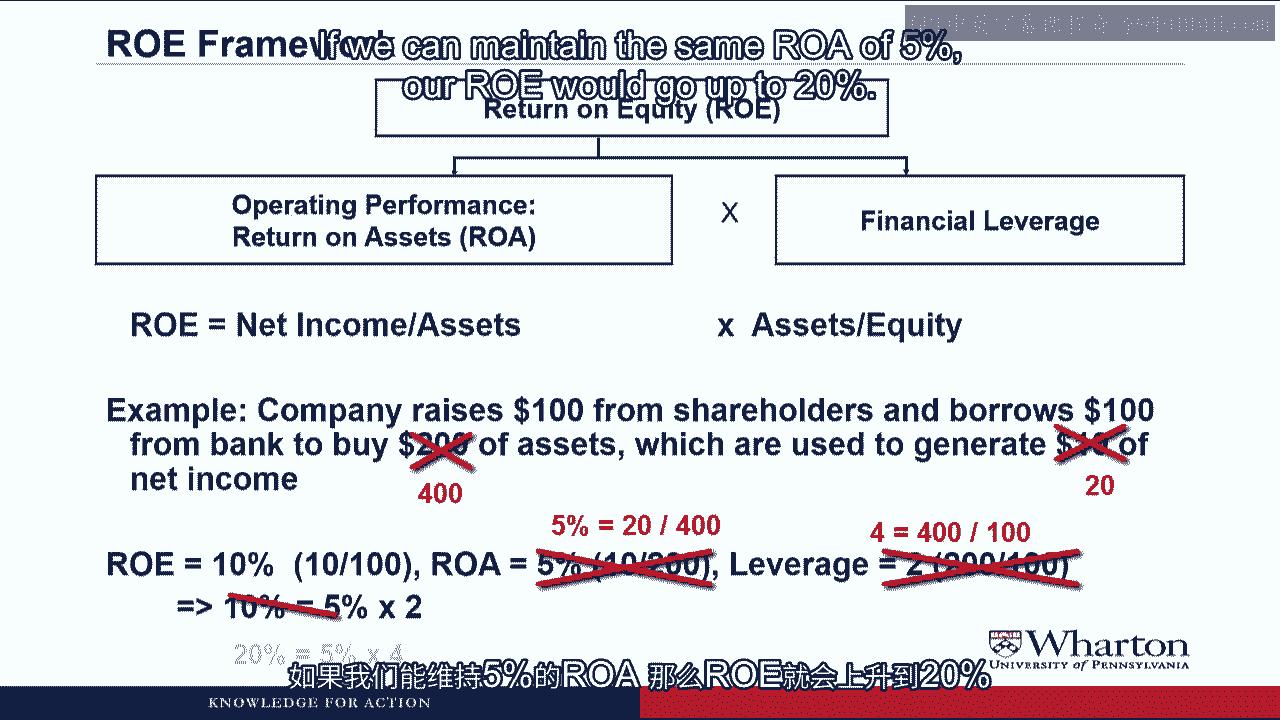 ROE Framework
If we can maintain the same ROA of 5%,
our ROE would go up to 20%.
Return on Equity (ROE)
Operating Performance:
Return on Assets (ROA)
X
Financial Leverage
ROE = Net Income/Assets x Assets/Equity
Example: Company raises $100 from shareholders and borrows $100
from bank to buy $200 of assets, which are used to generate $10 of
net income
400
20
5% = 20 / 400
4 = 400 / 100
ROE = 10% (10/100), ROA = 5% (10/200), Leverage = 2 (200/100)
=> 10% = 5% x 2
20% = 5% x 4
如果我们能维持5%的ROA 那么ROE就会上升到20%
Wharton
UNIVERSITY of PENNSYLVANIA
KNOWLEDGE FOR ACTION